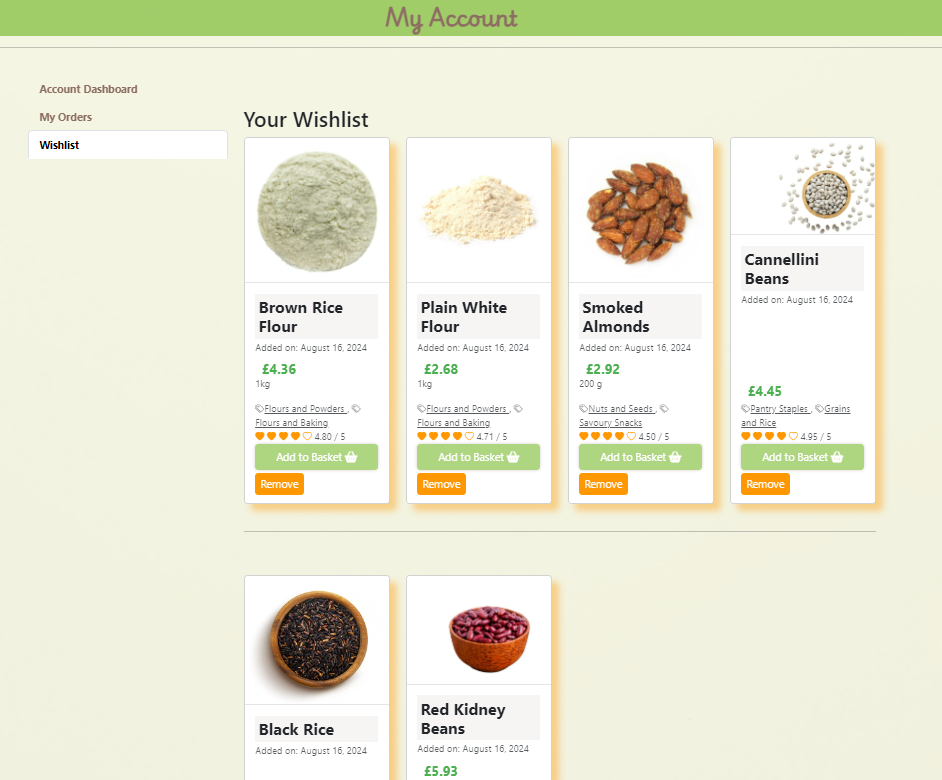 My Account
Account Dashboard
My Orders
Wishlist
Your Wishlist
Brown Rice
Flour
Added on: August 16, 2024
£4.36
1kg
Flours and Powders ,
Flours and Baking
4.80 / 5
Add to Basket
Remove
Plain White
Flour
Added on: August 16, 2024
£2.68
1kg
Flours and Powders ,
Flours and Baking
4.71 / 5
Add to Basket
Remove
Smoked
Almonds
Added on: August 16, 2024
£2.92
200 g
Nuts and Seeds ,
Savoury Snacks
4.50 / 5
Add to Basket
Remove
Cannellini
Beans
Added on: August 16, 2024
£4.45
Pantry Staples , Grains
and Rice
4.95 / 5
Add to Basket
Remove
Black Rice
Added on: August 16, 2024
Red Kidney
Beans
Added on: August 16, 2024
£5.93